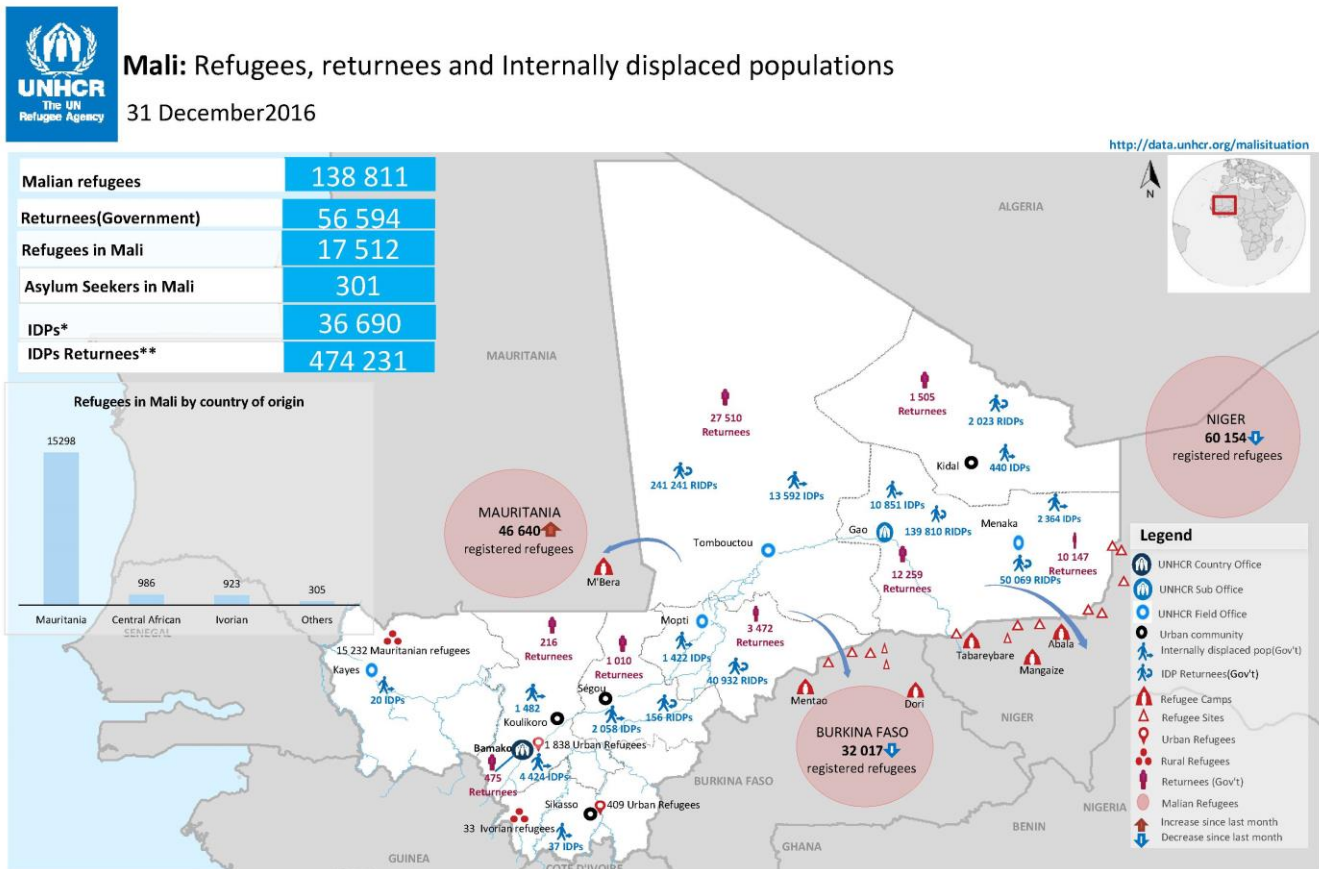 UNHCR
The UN
Refugee Agency
Mali: Refugees, returnees and Internally displaced populations
31 December2016
http://data.unhcr.org/malisituation
Malian refugees 138 811
Returnees(Government) 56 594
Refugees in Mali 17 512
Asylum Seekers in Mali 301
IDPs* 36 690
IDPs Returnees** 474 231
Refugees in Mali by country of origin
15298
986
923
305
Mauritania
Central African
Ivorian
Others
SENEGAL
MAURITANIA
ALGERIA
N
27 510
Returnees
1 505
Returnees
2 023 RIDPs
Kidal
440 IDPs
241 241 RIDPs
13 592 IDPs
10 851 IDPs
139 810 RIDPs
Gao
Menaka
2 364 IDPs
10 147
Returnees
50 069 RIDPs
12 259
Returnees
Tombouctou
NIGER
60 154
registered refugees
MAURITANIA
46 640
registered refugees
M'Bera
Mopti
1 422 IDPs
3 472
Returnees
40 932 RIDPs
216
Returnees
1 010
Returnees
15 232 Mauritanian refugees
Kayes
20 IDPs
1 482
Koulikoro
Ségou
2 058 IDPs
156 RIDPs
Bamako
1 838 Urban Refugees
4 424 IDPs
475
Returnees
Sikasso
409 Urban Refugees
33 Ivorian refugees
37 IDPs
Tabareybare
Mangaize
Abala
Mentao
Dori
BURKINA FASO
32 017
registered refugees
NIGER
BURKINA FASO
NIGERIA
BENIN
GHANA
GUINEA
COTE D'IVOIRE
Legend
UNHCR Country Office
UNHCR Sub Office
UNHCR Field Office
Urban community
Internally displaced pop(Gov't)
IDP Returnees(Gov't)
Refugee Camps
Refugee Sites
Urban Refugees
Rural Refugees
Returnees (Gov't)
Malian Refugees
Increase since last month
Decrease since last month